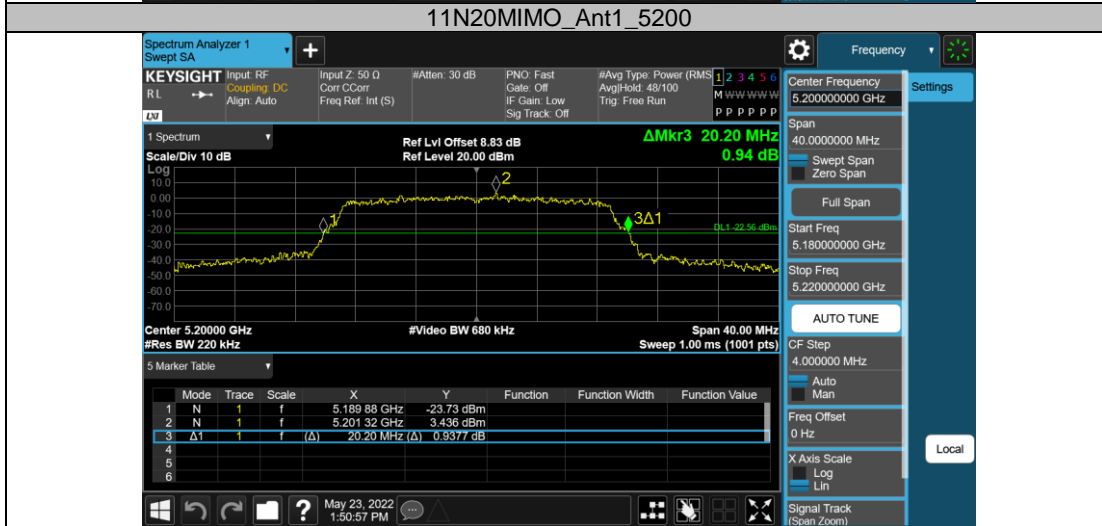 11N20MIMO_Ant1_5200
Spectrum Analyzer 1
Swept SA
+
Frequency
KEYSIGHT Input: RF Input Z: 50 Ω #Atten: 30 dB PNO: Fast #Avg Type: Power (RMS 1 2 3 4 5 6
RL Coupling: DC Corr CCorr Gate: Off Avg|Hold: 48/100 M W W W W W
Align: Auto Freq Ref: Int (S) IF Gain: Low Trig: Free Run
LXI Sig Track: Off P P P P P P
Center Frequency
5.200000000 GHz
Settings
1 Spectrum
Ref Lvl Offset 8.83 dB
ΔMkr3 20.20 MHz
Scale/Div 10 dB
Ref Level 20.00 dBm
0.94 dB
Span
40.0000000 MHz
Swept Span
Zero Span
Log
10.0
0.00
-10.0
-20.0
-30.0
-40.0
-50.0
-60.0
-70.0
1
2
3Δ1
DL1 -22.56 dBm
Full Span
Start Freq
5.180000000 GHz
Stop Freq
5.220000000 GHz
AUTO TUNE
Center 5.20000 GHz #Video BW 680 kHz Span 40.00 MHz
#Res BW 220 kHz Sweep 1.00 ms (1001 pts)
CF Step
4.000000 MHz
Auto
Man
5 Marker Table
Mode Trace Scale X Y Function Function Width Function Value
1 N 1 f 5.189 88 GHz -23.73 dBm
2 N 1 f 5.201 32 GHz 3.436 dBm
3 Δ1 1 f (Δ) 20.20 MHz (Δ) 0.9377 dB
4
5
6
Freq Offset
0 Hz
X Axis Scale
Log
Lin
Local
Signal Track
(Span Zoom)
?
May 23, 2022
1:50:57 PM